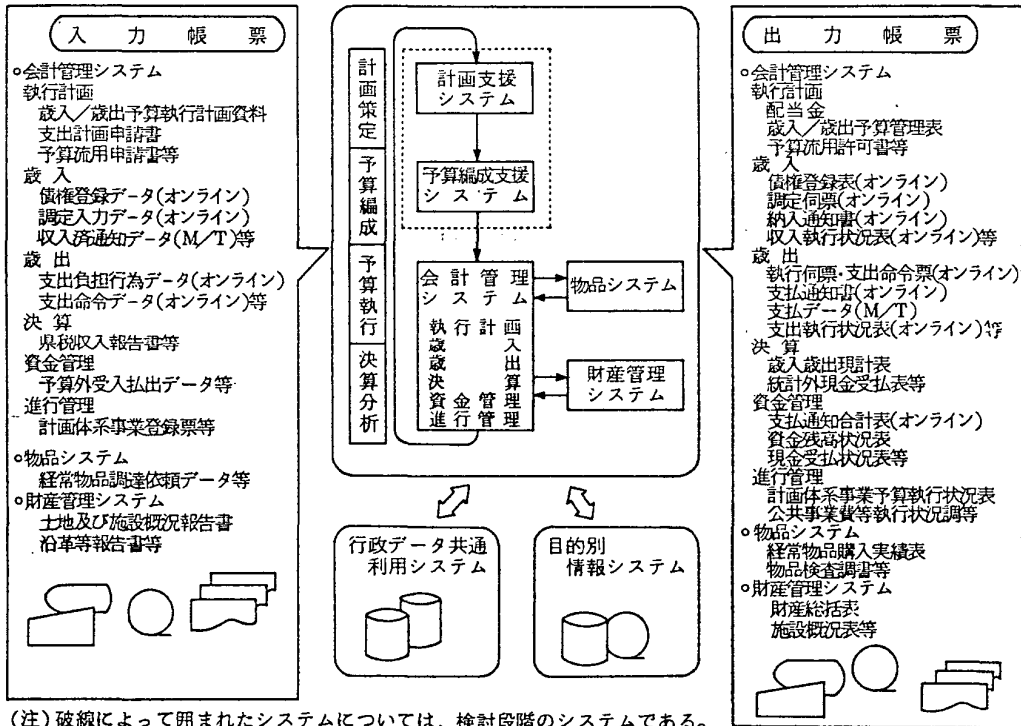 入力帳票
○会計管理システム
執行計画
歳入／歳出予算執行計画資料
支出計画申請書
予算流用申請書等
歳入
債権登録データ(オンライン)
調定入力データ(オンライン)
収入済通知データ(M／T)等
歳出
支出負担行為データ(オンライン)
支出命令データ(オンライン)等
決算
県税収入報告書等
資金管理
予算外受入払出データ等
進行管理
計画体系事業登録票等
○物品システム
経常物品調達依頼データ等
○財産管理システム
土地及び施設概況報告書
沿革等報告書等
計画策定
予算編成
予算執行
決算分析
計画支援
システム
予算編成支援
システム
会計管理
システム
執行計画
歳入
歳出
決算
資金管理
進行管理
物品システム
財産管理
システム
行政データ共通
利用システム
目的別
情報システム
出力帳票
○会計管理システム
執行計画
配当金
歳入／歳出予算管理表
予算流用許可書等
歳入
債権登録表(オンライン)
調定伺票(オンライン)
納入通知書(オンライン)
収入執行状況表(オンライン)等
歳出
執行伺票・支出命令票(オンライン)
支払通知書(オンライン)
支払データ(M／T)
支出執行状況表(オンライン)等
決算
歳入歳出現計表
統計外現金受払表等
資金管理
支払通知合計表(オンライン)
資金残高状況表
現金受払状況表等
進行管理
計画体系事業予算執行状況表
公共事業費等執行状況調等
○物品システム
経常物品購入実績表
物品検査調書等
○財産管理システム
財産総括表
施設概況表等
(注)破線によって囲まれたシステムについては、検討段階のシステムである。